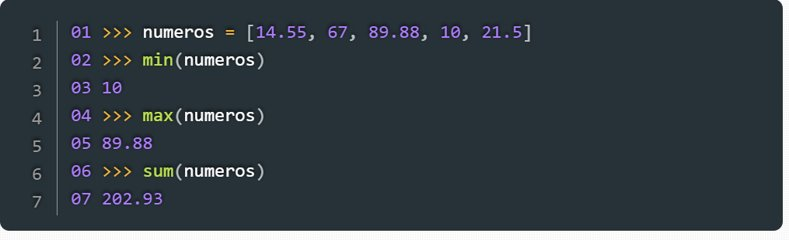 1 01 >>> numeros = [14.55, 67, 89.88, 10, 21.5]
2 02 >>> min(numeros)
3 03 10
4 04 >>> max(numeros)
5 05 89.88
6 06 >>> sum(numeros)
7 07 202.93